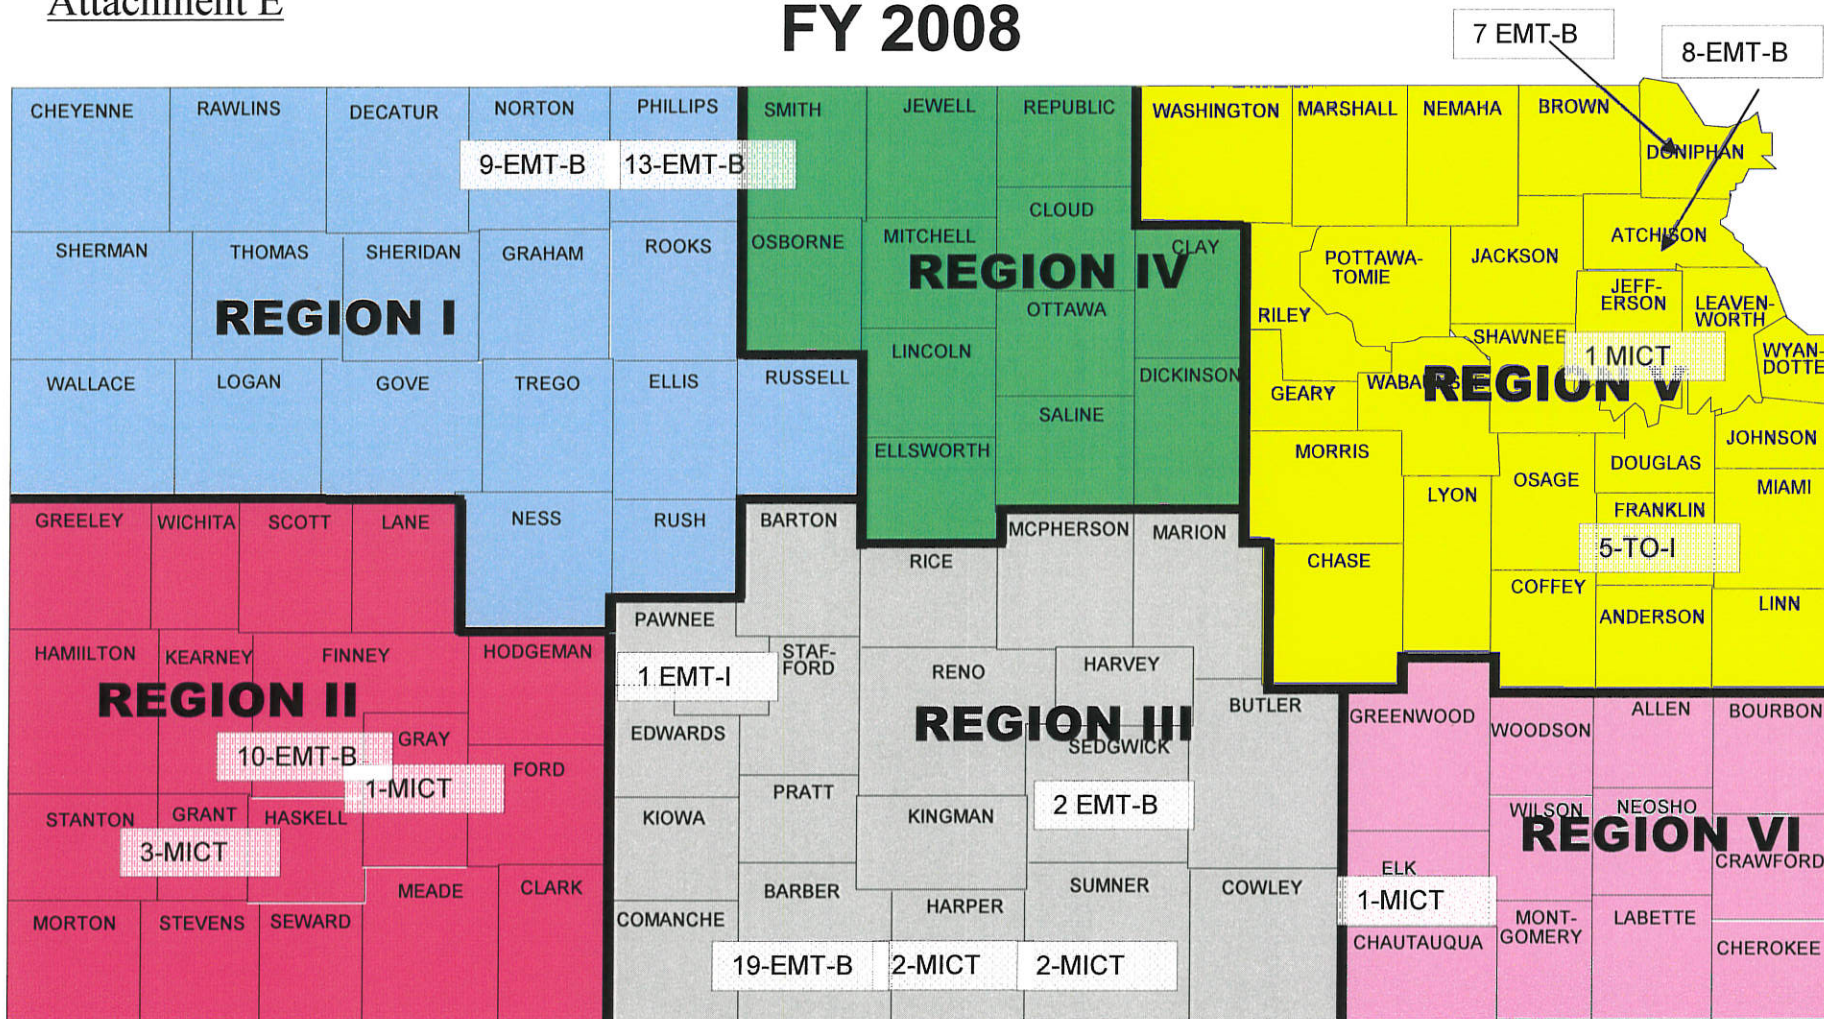 Attachment E
FY 2008
7 EMT-B
8-EMT-B
CHEYENNE
RAWLINS
DECATUR
NORTON
PHILLIPS
SMITH
JEWELL
REPUBLIC
WASHINGTON
MARSHALL
NEMAHA
BROWN
DONIPHAN
9-EMT-B
13-EMT-B
CLOUD
ATCHISON
SHERMAN
THOMAS
SHERIDAN
GRAHAM
ROOKS
OSBORNE
MITCHELL
CLAY
POTTAWA-
TOMIE
JACKSON
JEFF-
ERSON
LEAVEN-
WORTH
REGION I
REGION IV
OTTAWA
RILEY
SHAWNEE
1 MICT
WYAN-
DOTTE
WALLACE
LOGAN
GOVE
TREGO
ELLIS
RUSSELL
LINCOLN
DICKINSON
GEARY
REGION V
SALINE
ELLSWORTH
MORRIS
LYON
OSAGE
DOUGLAS
JOHNSON
MIAMI
GREELEY
WICHITA
SCOTT
LANE
NESS
RUSH
BARTON
RICE
MCPHERSON
MARION
CHASE
FRANKLIN
5-TO-I
COFFEY
ANDERSON
LINN
PAWNEE
HAMIILTON
KEARNEY
FINNEY
HODGEMAN
1 EMT-I
STAF-
FORD
RENO
HARVEY
REGION II
REGION III
BUTLER
GREENWOOD
WOODSON
ALLEN
BOURBON
10-EMT-B
GRAY
FORD
EDWARDS
SEDGWICK
1-MICT
PRATT
2 EMT-B
STANTON
GRANT
HASKELL
KIOWA
KINGMAN
WILSON
NEOSHO
REGION VI
3-MICT
CRAWFORD
MEADE
CLARK
BARBER
HARPER
SUMNER
COWLEY
ELK
1-MICT
MORTON
STEVENS
SEWARD
COMANCHE
CHAUTAUQUA
MONT-
GOMERY
LABETTE
CHEROKEE
19-EMT-B
2-MICT
2-MICT